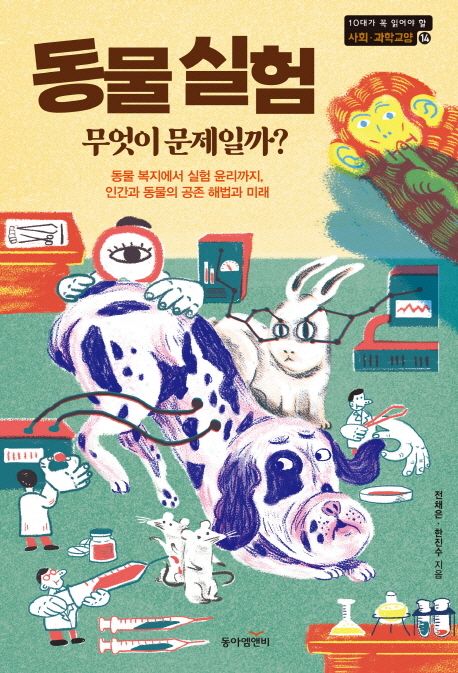 10대가 꼭 읽어야 할
사회·과학교양 14
동물 실험
무엇이 문제일까?
동물 복지에서 실험 윤리까지,
인간과 동물의 공존 해법과 미래
전채은·한진수 지음
동아엠앤비